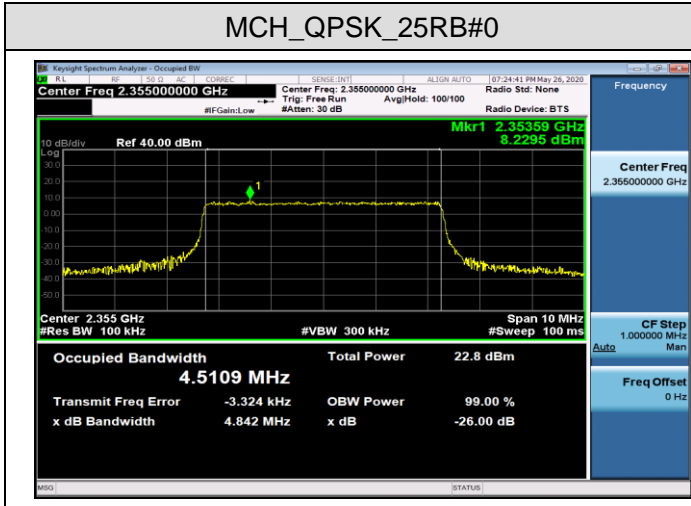 MCH_QPSK_25RB#0
Keysight Spectrum Analyzer - Occupied BW
RL RF 50 Ω AC CORREC SENSE:INT ALIGN AUTO 07:24:41 PM May 26, 2020
Center Freq 2.355000000 GHz Center Freq: 2.355000000 GHz Radio Std: None
Trig: Free Run Avg|Hold: 100/100
#IFGain:Low #Atten: 30 dB Radio Device: BTS
Mkr1 2.35359 GHz
8.2295 dBm
10 dB/div Ref 40.00 dBm
Log
30.0
20.0
10.0
0.00
-10.0
-20.0
-30.0
-40.0
-50.0
1
Center 2.355 GHz Span 10 MHz
#Res BW 100 kHz #VBW 300 kHz #Sweep 100 ms
Occupied Bandwidth Total Power 22.8 dBm
4.5109 MHz
Transmit Freq Error -3.324 kHz OBW Power 99.00 %
x dB Bandwidth 4.842 MHz x dB -26.00 dB
Frequency
Center Freq
2.355000000 GHz
CF Step
1.000000 MHz
Auto Man
Freq Offset
0 Hz
MSG STATUS